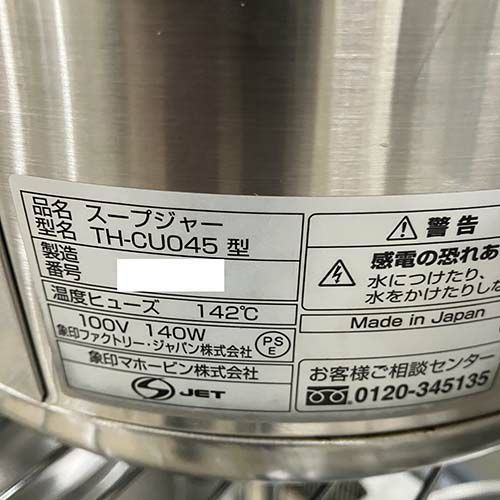 品名 スープジャー
型名 TH-CU045 型
製造
番号
温度ヒューズ 142℃
100V 140W
象印ファクトリー・ジャパン株式会社
PS
E
象印マホービン株式会社
JET
警告
感電の恐れあ
水につけたり、
水をかけたりしな
Made in Japan
お客様ご相談センター
0120-345135